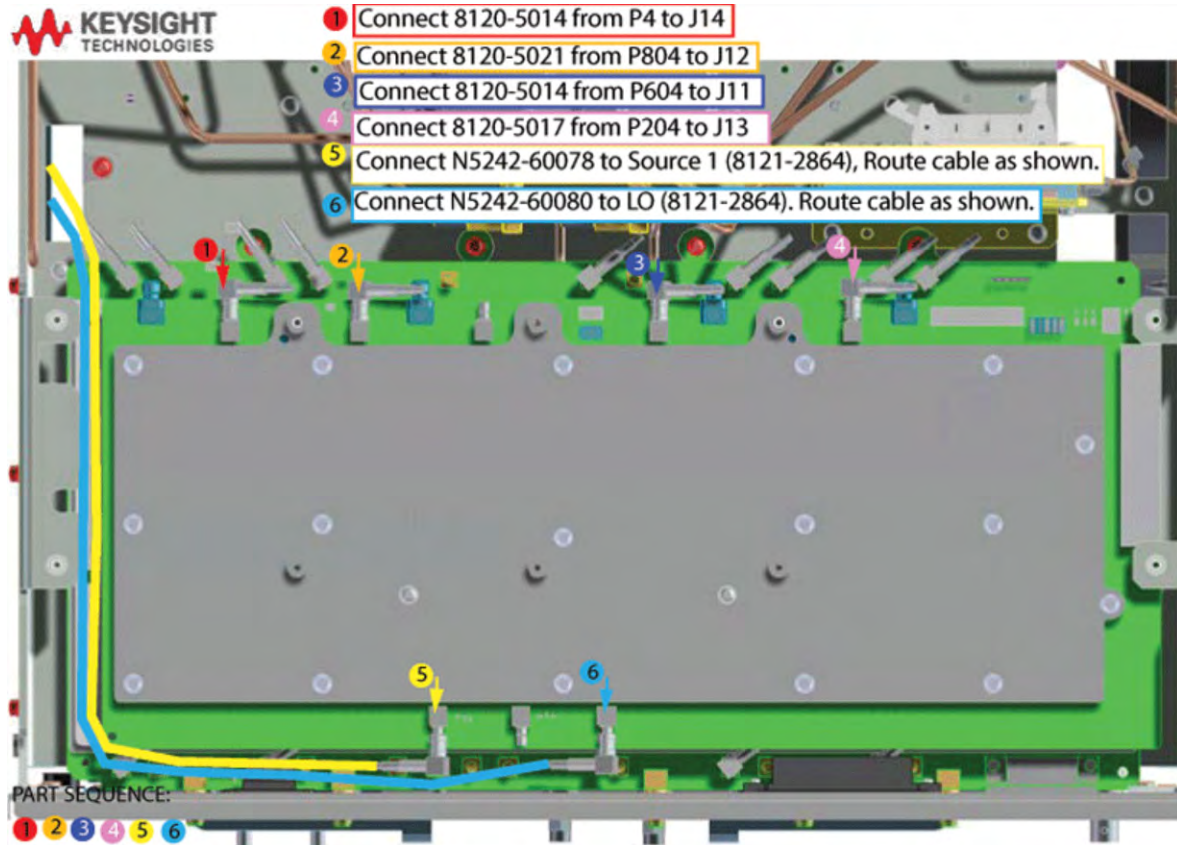 KEYSIGHT
TECHNOLOGIES
1 Connect 8120-5014 from P4 to J14
2 Connect 8120-5021 from P804 to J12
3 Connect 8120-5014 from P604 to J11
4 Connect 8120-5017 from P204 to J13
5 Connect N5242-60078 to Source 1 (8121-2864), Route cable as shown.
6 Connect N5242-60080 to LO (8121-2864). Route cable as shown.
1
2
3
4
5
6
PART SEQUENCE:
1 2 3 4 5 6